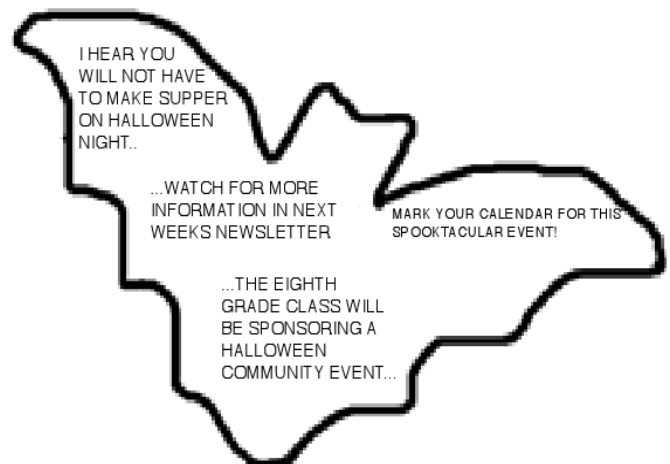 I HEAR YOU
WILL NOT HAVE
TO MAKE SUPPER
ON HALLOWEEN
NIGHT..
...WATCH FOR MORE
INFORMATION IN NEXT
WEEKS NEWSLETTER
MARK YOUR CALENDAR FOR THIS
SPOOKTACULAR EVENT!
...THE EIGHTH
GRADE CLASS WILL
BE SPONSORING A
HALLOWEEN
COMMUNITY EVENT...